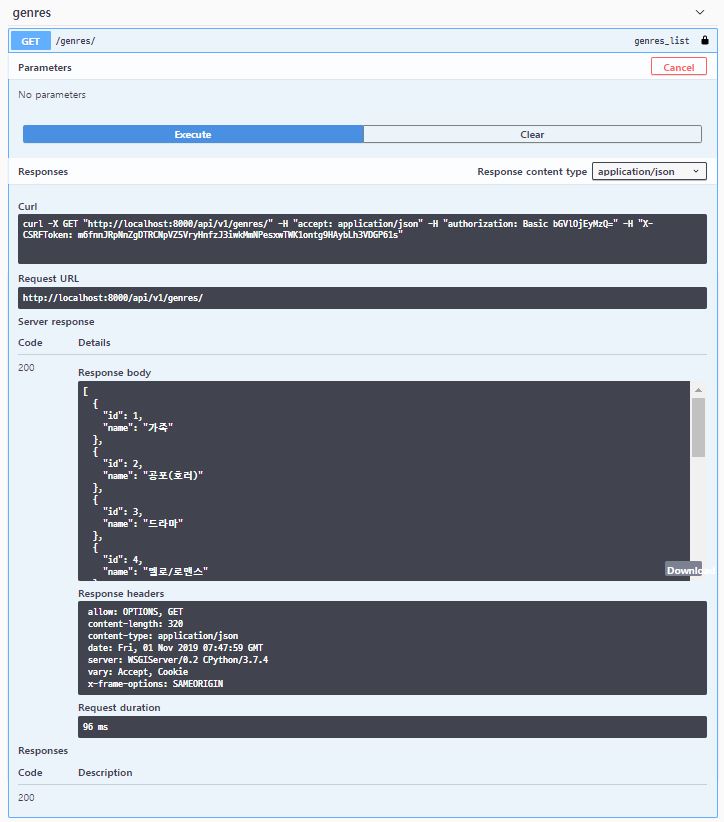 genres
GET /genres/ genres_list
Parameters Cancel
No parameters
Execute Clear
Responses Response content type application/json
Curl
curl -X GET "http://localhost:8000/api/v1/genres/" -H "accept: application/json" -H "authorization: Basic bGVlOjEyMzQ=" -H "X-
CSRFToken: m6fnnJRpNnZgDTRCNpVZ5VryHnfzJ3iwkMmNPesxwTWK1ontg9HAybLh3VDGP61s"
Request URL
http://localhost:8000/api/v1/genres/
Server response
Code Details
200
Response body
[
{
"id": 1,
"name": "가족"
},
{
"id": 2,
"name": "공포(호러)"
},
{
"id": 3,
"name": "드라마"
},
{
"id": 4,
"name": "멜로/로맨스"
Download
Response headers
allow: OPTIONS, GET
content-length: 320
content-type: application/json
date: Fri, 01 Nov 2019 07:47:59 GMT
server: WSGIServer/0.2 CPython/3.7.4
vary: Accept, Cookie
x-frame-options: SAMEORIGIN
Request duration
96 ms
Responses
Code Description
200